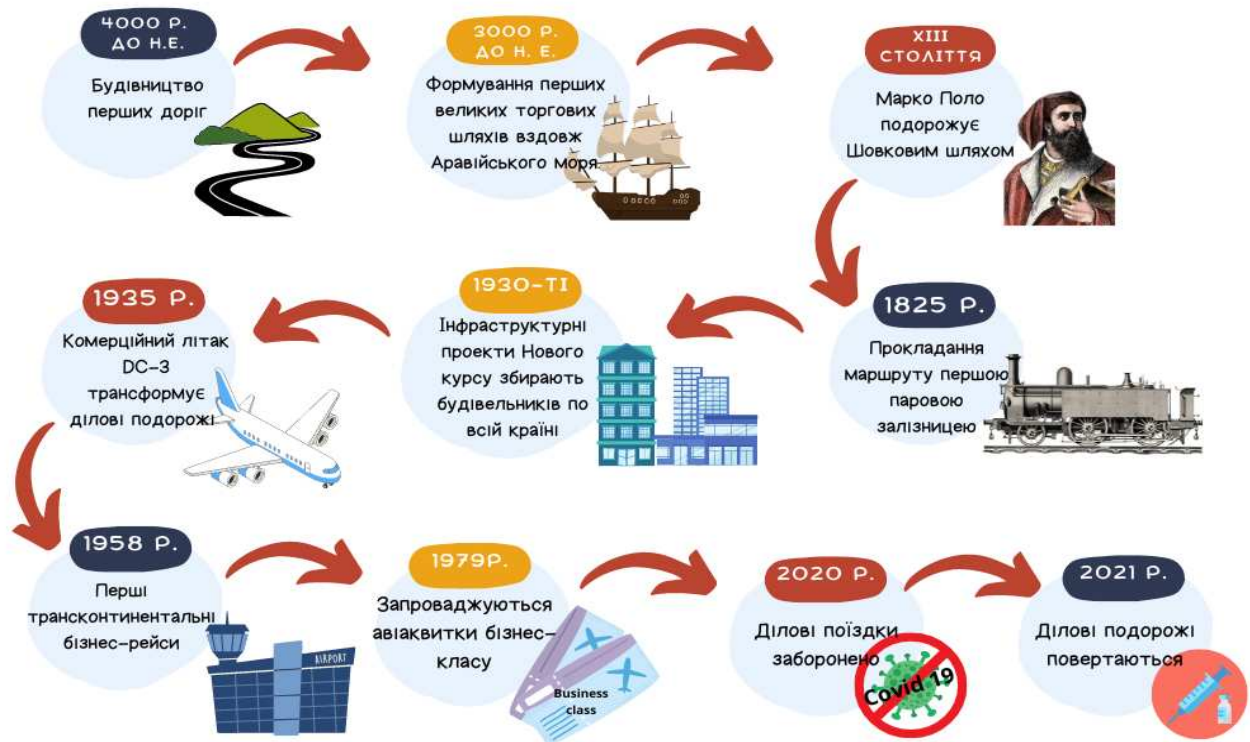 4000 Р.
ДО Н.Е.
Будівництво
перших доріг
3000 Р.
ДО Н. Е.
Формування перших
великих торгових
шляхів вздовж
Аравійського моря
XIII
СТОЛІТТЯ
Марко Поло
подорожує
Шовковим шляхом
1825 Р.
Прокладання
маршруту першою
паровою
залізницею
1930-ТІ
Інфраструктурні
проекти Нового
курсу збирають
будівельників по
всій країні
1935 Р.
Комерційний літак
DC-3
трансформує
ділові подорожі
1958 Р.
Перші
трансконтинентальні
бізнес-рейси
AIRPORT
1979Р.
Запроваджуються
авіаквитки бізнес-
класу
Business
class
2020 Р.
Ділові поїздки
заборонено
Covid 19
2021 Р.
Ділові подорожі
повертаються